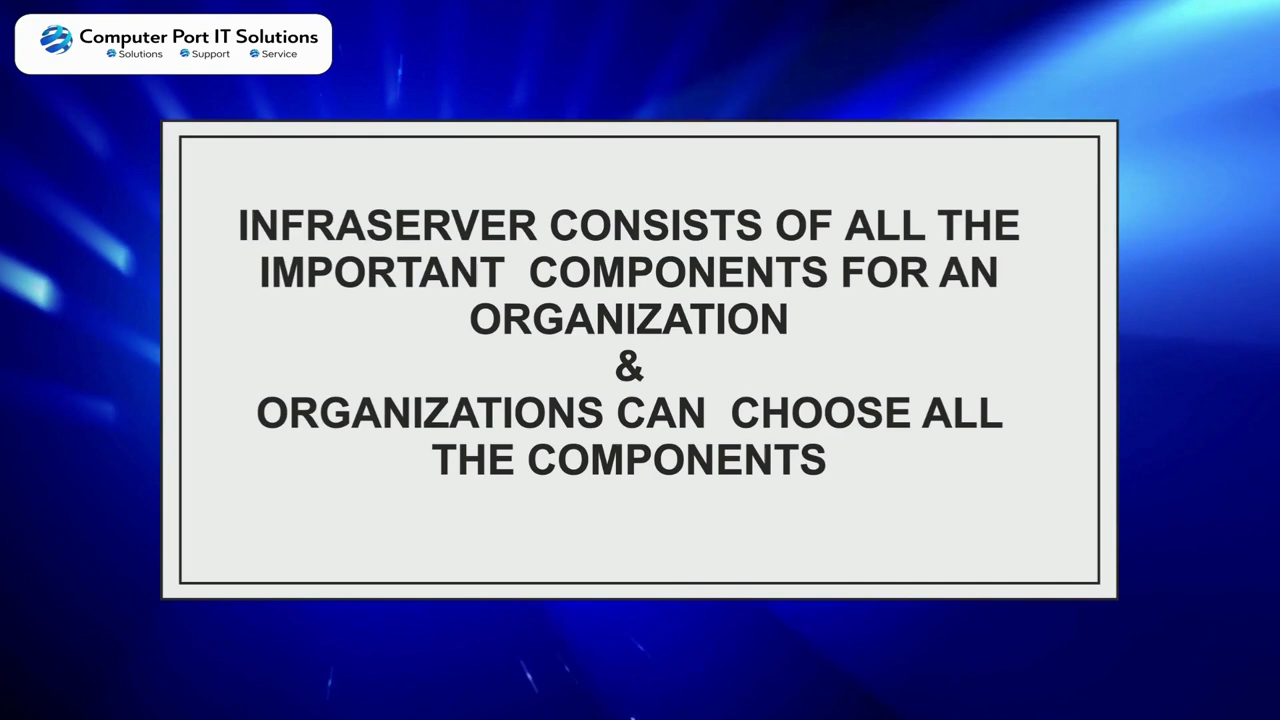 Computer Port IT Solutions
Solutions Support Service
INFRASERVER CONSISTS OF ALL THE
IMPORTANT COMPONENTS FOR AN
ORGANIZATION
&
ORGANIZATIONS CAN CHOOSE ALL
THE COMPONENTS